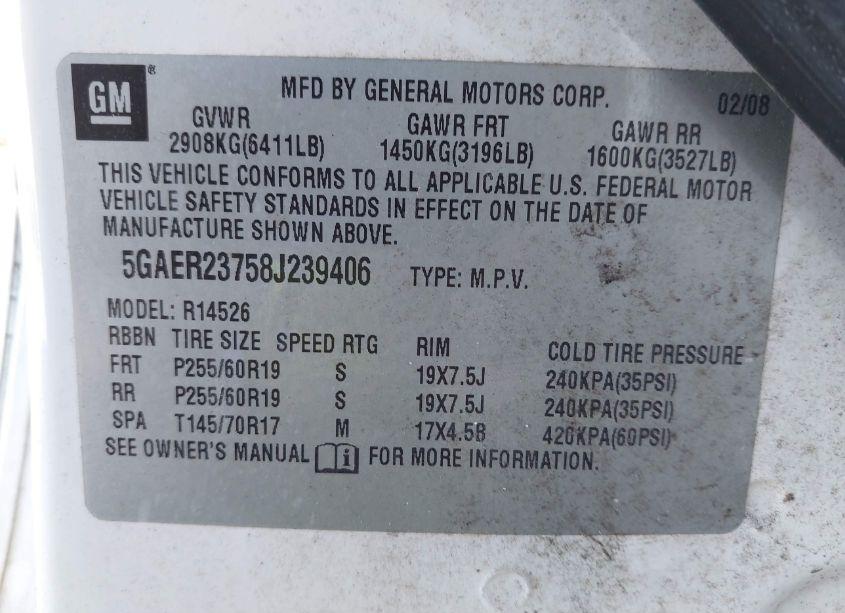 GM ® MFD BY GENERAL MOTORS CORP. 02/08
GVWR GAWR FRT GAWR RR
2908KG(6411LB) 1450KG(3196LB) 1600KG(3527LB)
THIS VEHICLE CONFORMS TO ALL APPLICABLE U.S. FEDERAL MOTOR
VEHICLE SAFETY STANDARDS IN EFFECT ON THE DATE OF
MANUFACTURE SHOWN ABOVE.
5GAER23758J239406 TYPE: M.P.V.
MODEL: R14526
RBBN TIRE SIZE SPEED RTG RIM COLD TIRE PRESSURE
FRT P255/60R19 S 19X7.5J 240KPA(35PSI)
RR P255/60R19 S 19X7.5J 240KPA(35PSI)
SPA T145/70R17 M 17X4.5B 420KPA(60PSI)
SEE OWNER'S MANUAL i FOR MORE INFORMATION.